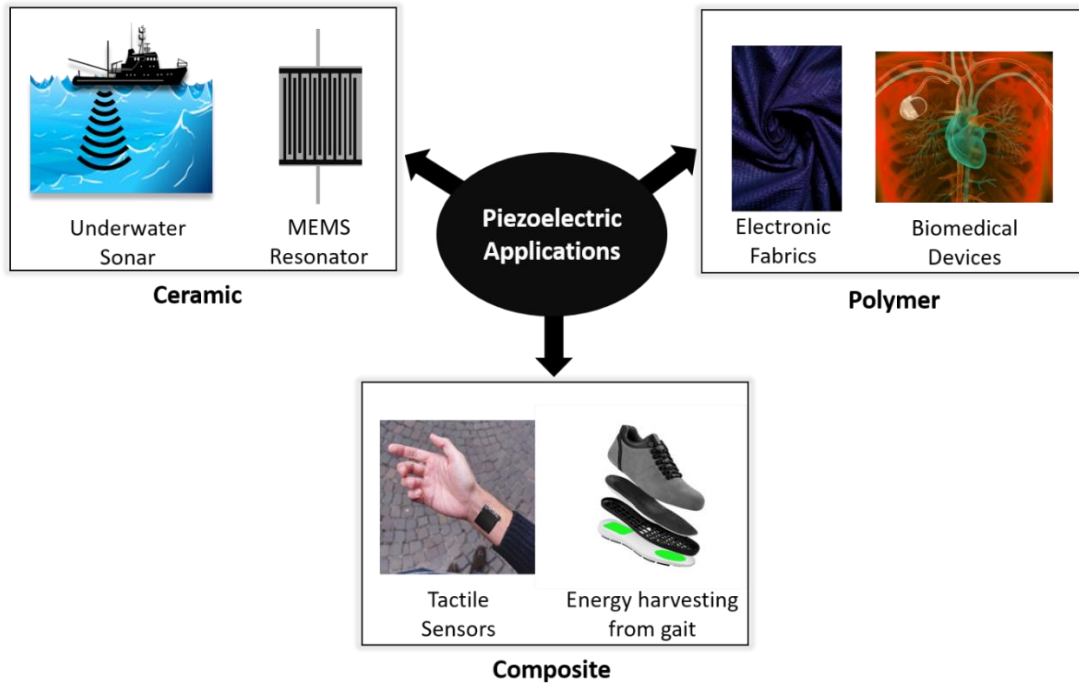 Piezoelectric
Applications
Underwater
Sonar
MEMS
Resonator
Ceramic
Electronic
Fabrics
Biomedical
Devices
Polymer
Tactile
Sensors
Energy harvesting
from gait
Composite